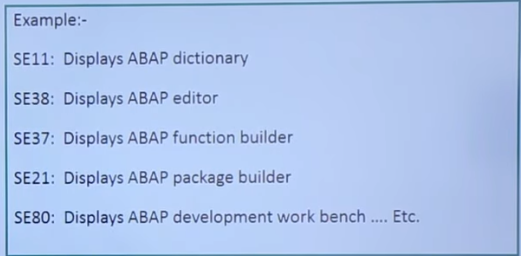 Example:-
SE11: Displays ABAP dictionary
SE38: Displays ABAP editor
SE37: Displays ABAP function builder
SE21: Displays ABAP package builder
SE80: Displays ABAP development work bench .... Etc.